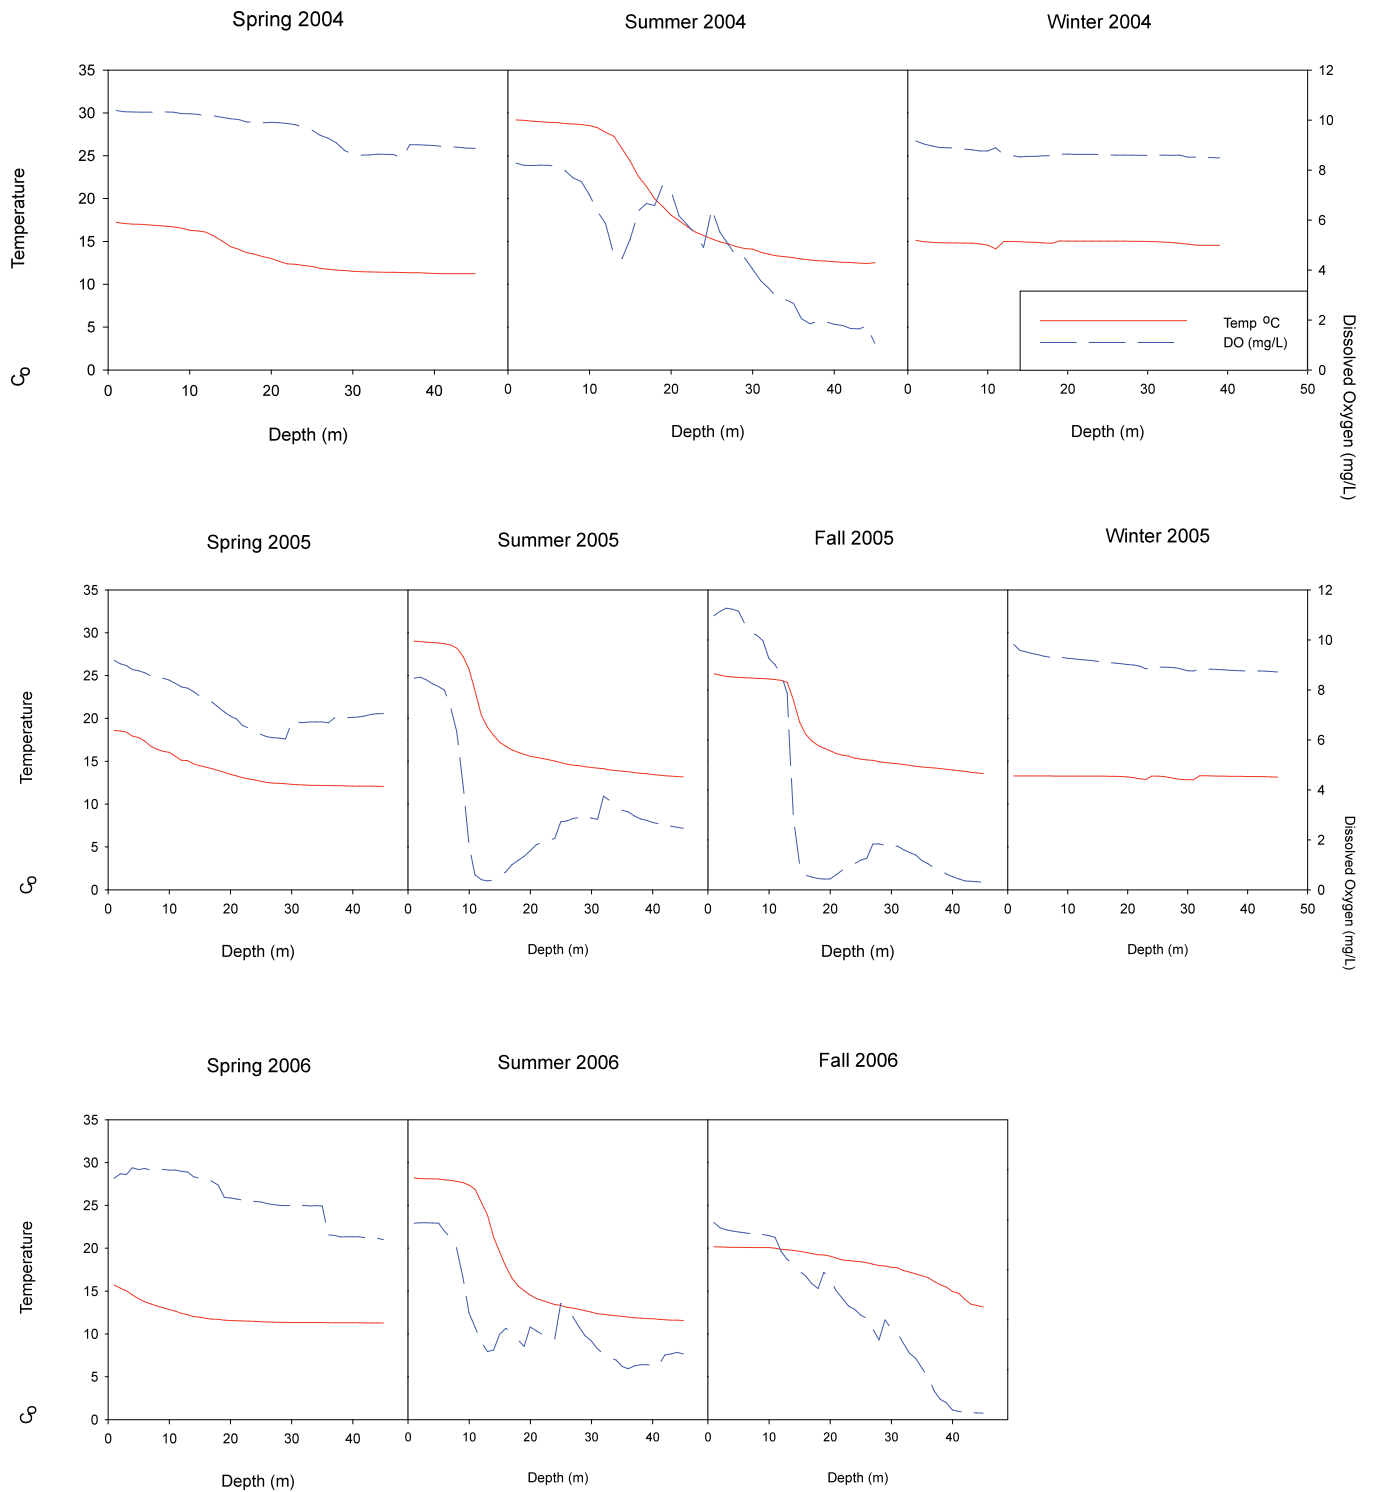 Spring 2004 Summer 2004 Winter 2004
35 12
30 10
25 8
20 6
15 4
10 2
5 0
0
Temperature
Co
Temp oC
DO (mg/L)
Dissolved Oxygen (mg/L)
0 10 20 30 40 0 10 20 30 40 0 10 20 30 40 50
Depth (m) Depth (m) Depth (m)
Spring 2005 Summer 2005 Fall 2005 Winter 2005
35 12
30 10
25 8
20 6
15 4
10 2
5 0
0
Temperature
Co
Dissolved Oxygen (mg/L)
0 10 20 30 40 0 10 20 30 40 0 10 20 30 40 0 10 20 30 40 50
Depth (m) Depth (m) Depth (m) Depth (m)
Spring 2006 Summer 2006 Fall 2006
35
30
25
20
15
10
5
0
Temperature
Co
0 10 20 30 40 0 10 20 30 40 0 10 20 30 40
Depth (m) Depth (m) Depth (m)